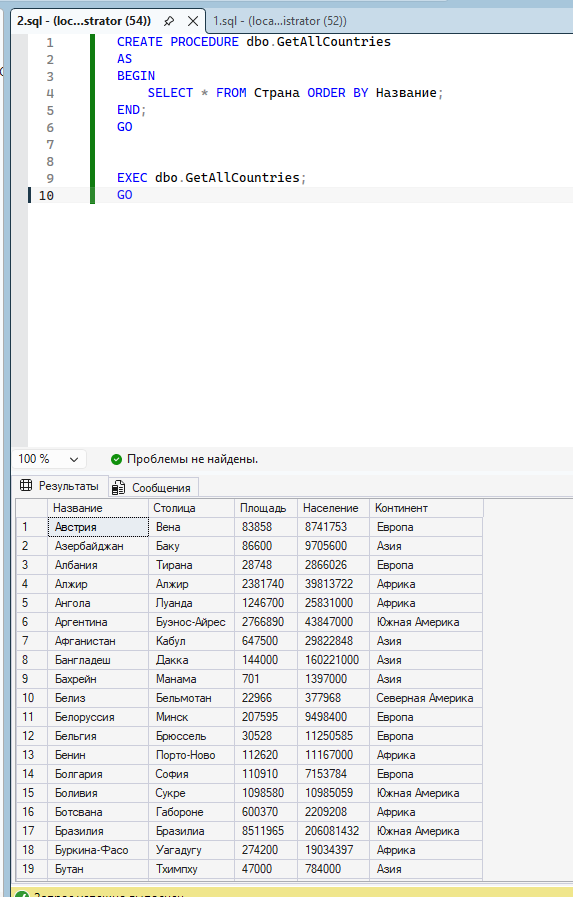 2.sql - (loc...strator (54)) 1.sql - (loca...istrator (52))
1 CREATE PROCEDURE dbo.GetAllCountries
2 AS
3 BEGIN
4 SELECT * FROM Страна ORDER BY Название;
5 END;
6 GO
7
8
9 EXEC dbo.GetAllCountries;
10 GO
100 % Проблемы не найдены.
Результаты Сообщения
Название Столица Площадь Население Континент
1 Австрия Вена 83858 8741753 Европа
2 Азербайджан Баку 86600 9705600 Азия
3 Албания Тирана 28748 2866026 Европа
4 Алжир Алжир 2381740 39813722 Африка
5 Ангола Луанда 1246700 25831000 Африка
6 Аргентина Буэнос-Айрес 2766890 43847000 Южная Америка
7 Афганистан Кабул 647500 29822848 Азия
8 Бангладеш Дакка 144000 160221000 Азия
9 Бахрейн Манама 701 1397000 Азия
10 Белиз Бельмотан 22966 377968 Северная Америка
11 Белоруссия Минск 207595 9498400 Европа
12 Бельгия Брюссель 30528 11250585 Европа
13 Бенин Порто-Ново 112620 11167000 Африка
14 Болгария София 110910 7153784 Европа
15 Боливия Сукре 1098580 10985059 Южная Америка
16 Ботсвана Габороне 600370 2209208 Африка
17 Бразилия Бразилиа 8511965 206081432 Южная Америка
18 Буркина-Фасо Уагадугу 274200 19034397 Африка
19 Бутан Тхимпху 47000 784000 Азия